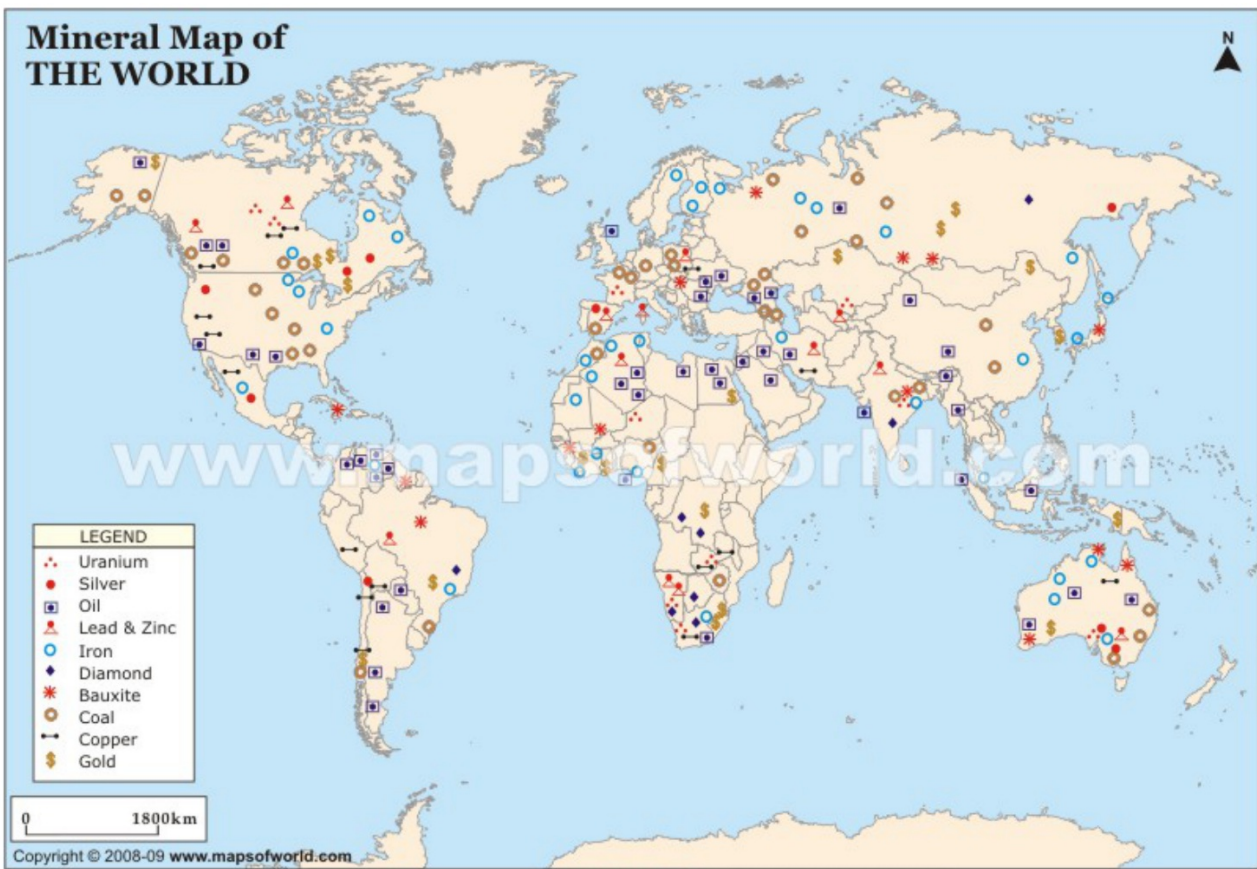 Mineral Map of
THE WORLD
N
www.mapsofworld.com
LEGEND
Uranium
Silver
Oil
Lead & Zinc
Iron
Diamond
Bauxite
Coal
Copper
Gold
0 1800km
Copyright © 2008-09 www.mapsofworld.com